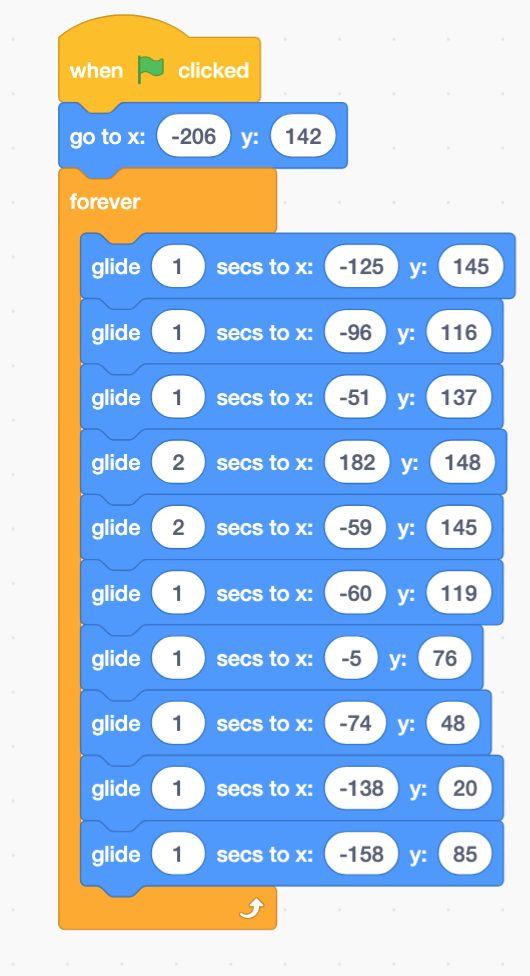 when clicked
go to x: -206 y: 142
forever
glide 1 secs to x: -125 y: 145
glide 1 secs to x: -96 y: 116
glide 1 secs to x: -51 y: 137
glide 2 secs to x: 182 y: 148
glide 2 secs to x: -59 y: 145
glide 1 secs to x: -60 y: 119
glide 1 secs to x: -5 y: 76
glide 1 secs to x: -74 y: 48
glide 1 secs to x: -138 y: 20
glide 1 secs to x: -158 y: 85